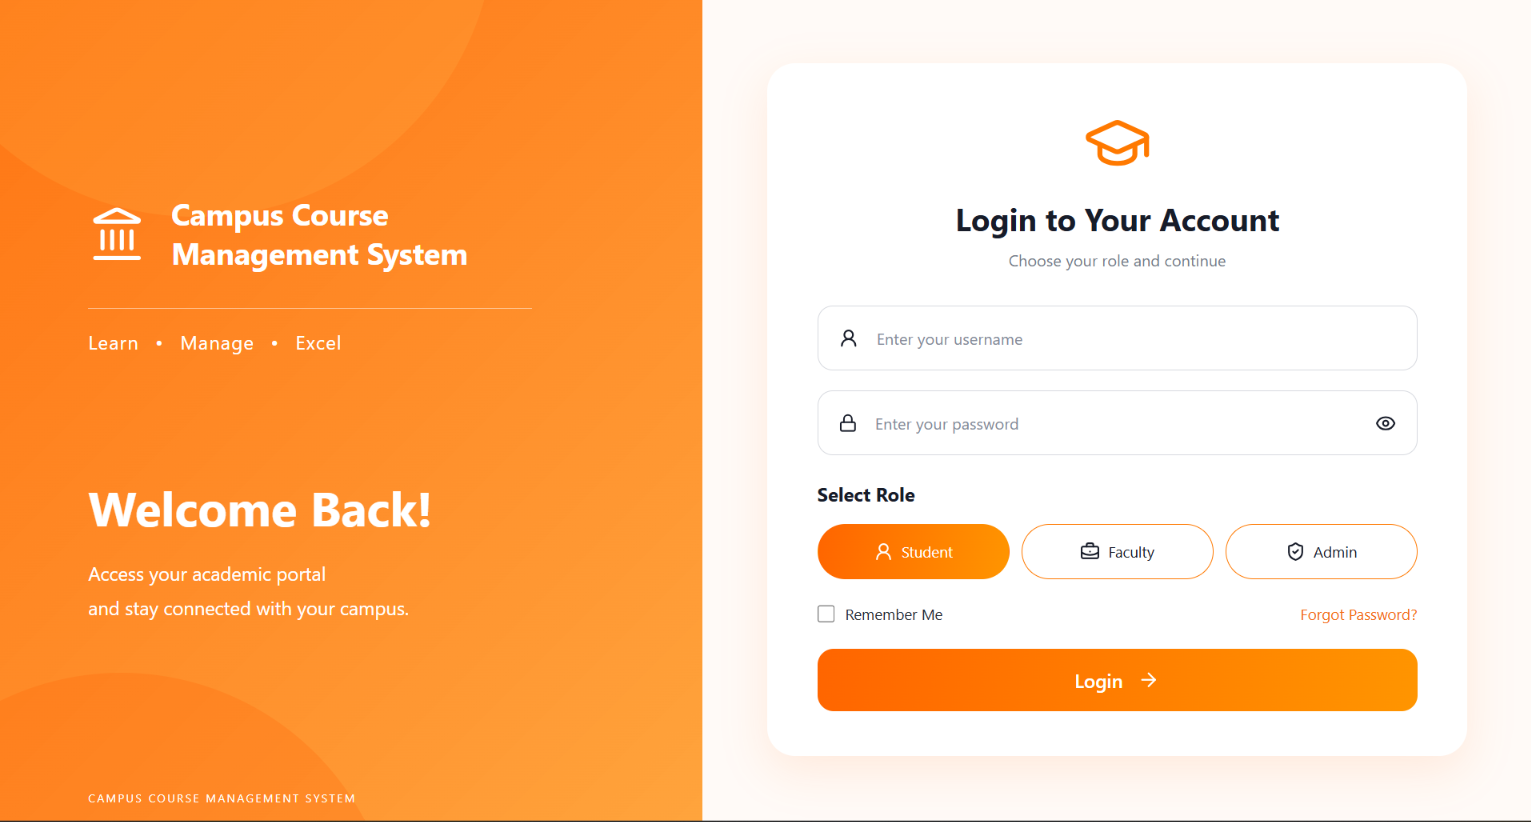 Campus Course
Management System
Learn • Manage • Excel
Welcome Back!
Access your academic portal
and stay connected with your campus.
CAMPUS COURSE MANAGEMENT SYSTEM
Login to Your Account
Choose your role and continue
Enter your username
Enter your password
Select Role
Student Faculty Admin
Remember Me Forgot Password?
Login →